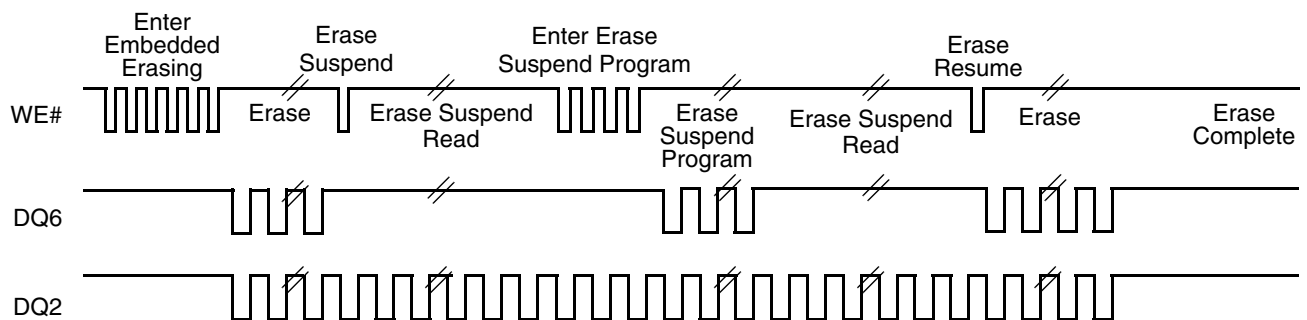 Enter
Embedded
Erasing
Erase
Suspend
Enter Erase
Suspend Program
Erase
Resume
WE#
Erase
Erase Suspend
Read
Erase
Suspend
Program
Erase Suspend
Read
Erase
Erase
Complete
DQ6
DQ2